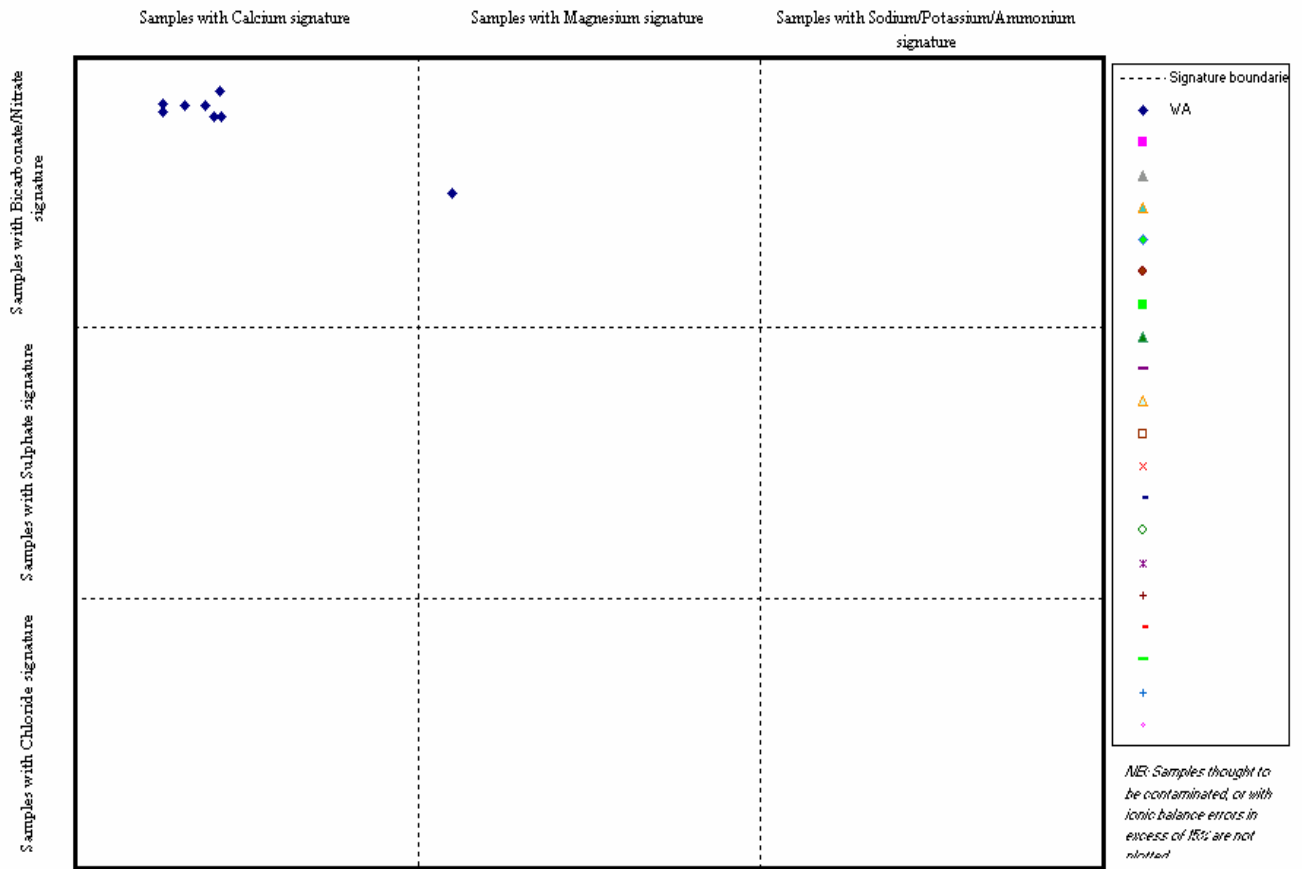 Samples with Calcium signature
Samples with Magnesium signature
Samples with Sodium/Potassium/Ammonium
signature
Samples with Bicarbonate/Nitrate
signature
Samples with Sulphate signature
Samples with Chloride signature
Signature boundarie
WA
NB: Samples thought to
be contaminated, or with
ionic balance errors in
excess of 15% are not
plotted